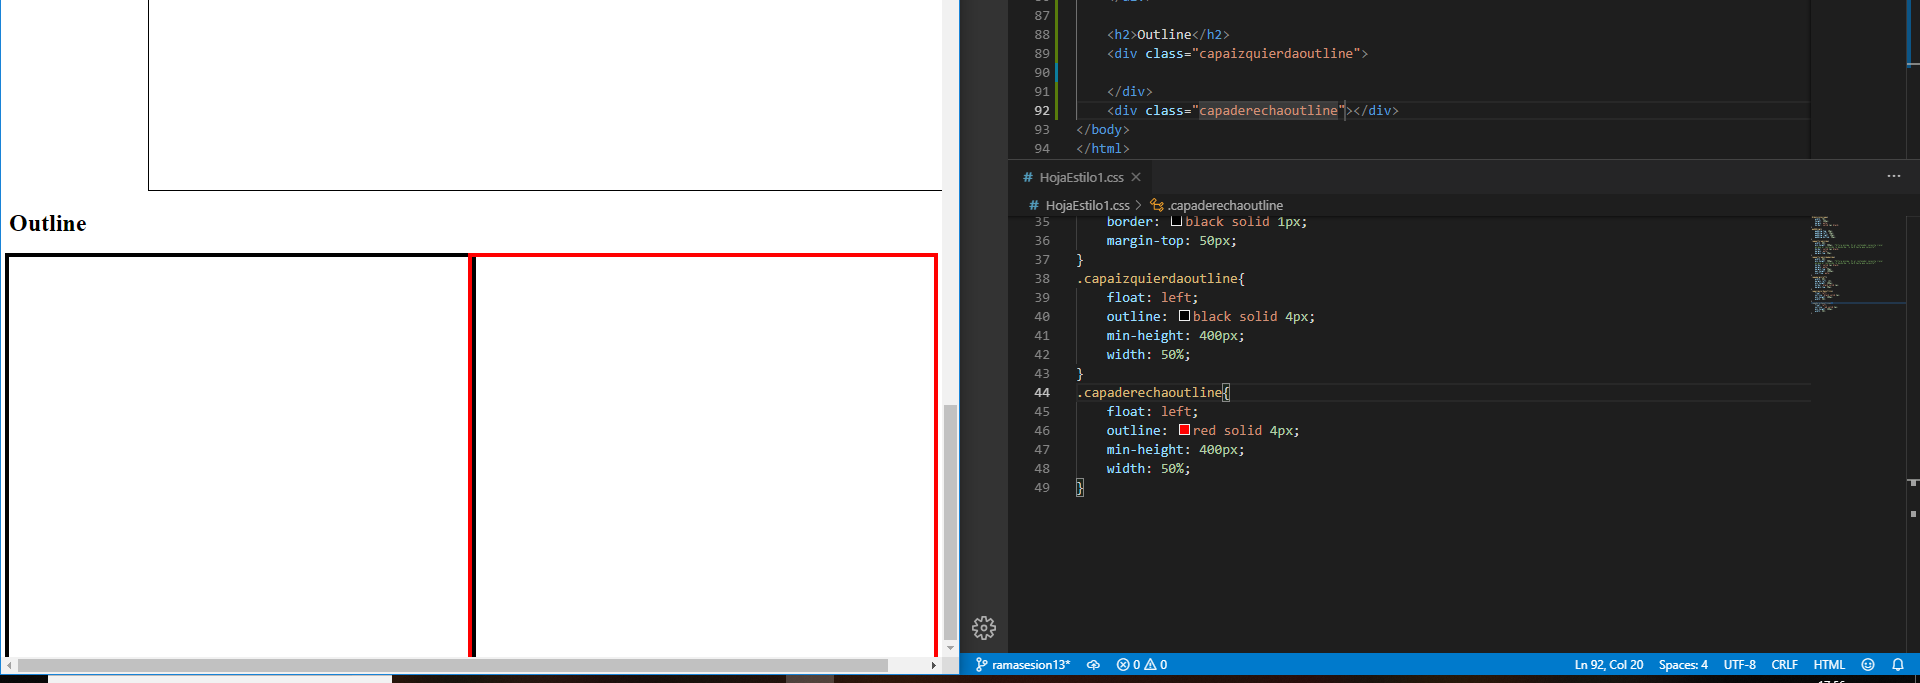 Outline
87
88 <h2>Outline</h2>
89 <div class="capaizquierdaoutline">
90
91 </div>
92 <div class="capaderechaoutline"></div>
93 </body>
94 </html>
# HojaEstilo1.css ×
# HojaEstilo1.css > .capaderechaoutline
35 border: black solid 1px;
36 margin-top: 50px;
37 }
38 .capaizquierdaoutline{
39 float: left;
40 outline: black solid 4px;
41 min-height: 400px;
42 width: 50%;
43 }
44 .capaderechaoutline{
45 float: left;
46 outline: red solid 4px;
47 min-height: 400px;
48 width: 50%;
49 }
ramasesion13* 0 0 Ln 92, Col 20 Spaces: 4 UTF-8 CRLF HTML